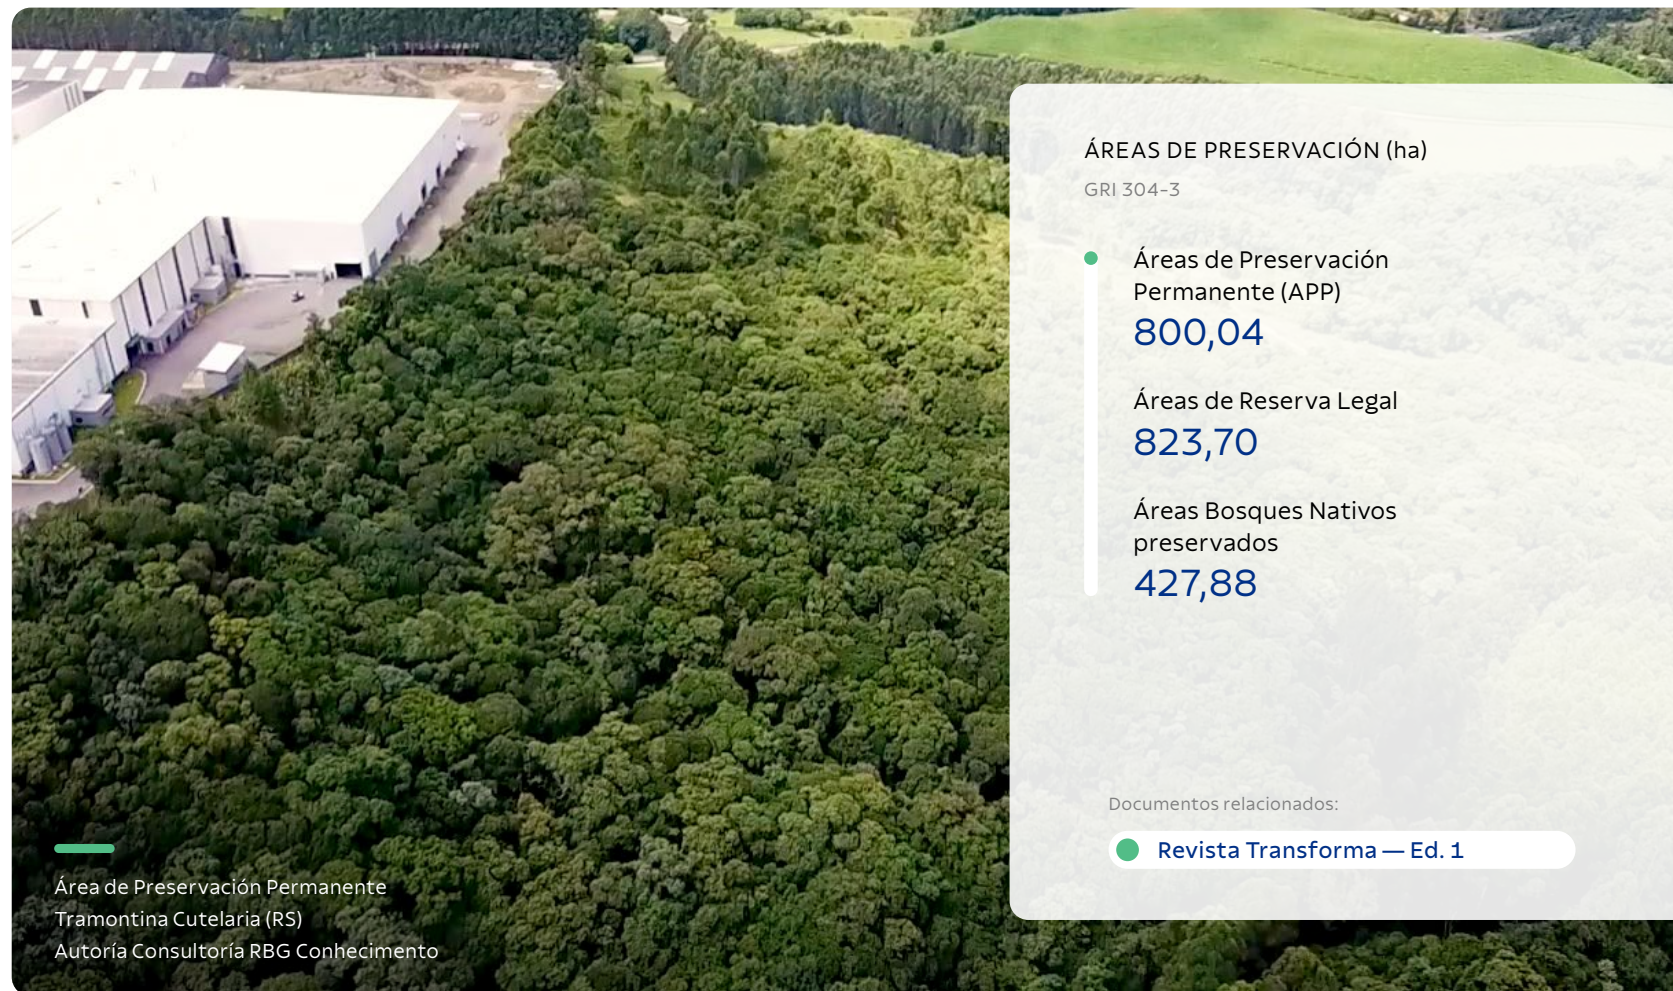 ÁREAS DE PRESERVACIÓN (ha)
GRI 304-3
Áreas de Preservación
Permanente (APP)
800,04
Áreas de Reserva Legal
823,70
Áreas Bosques Nativos
preservados
427,88
Documentos relacionados:
Revista Transforma — Ed. 1
Área de Preservación Permanente
Tramontina Cutelaria (RS)
Autoría Consultoría RBG Conhecimento